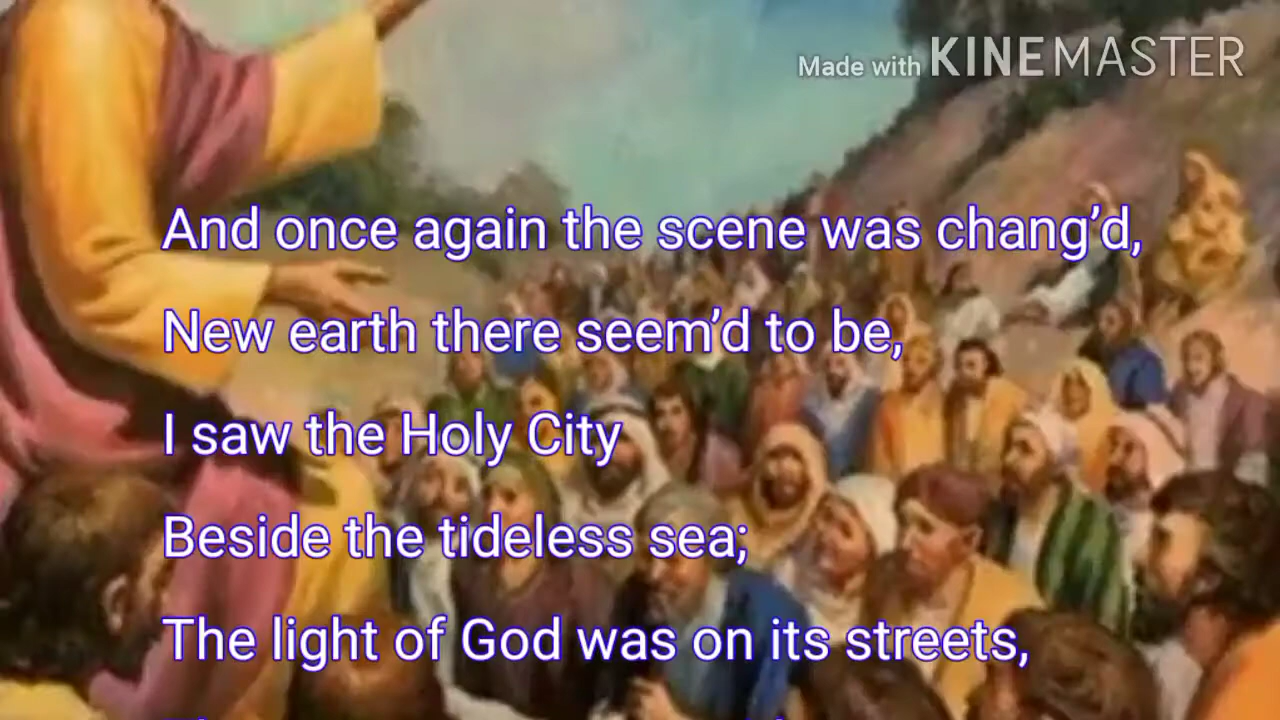 Made with KINEMASTER
And once again the scene was chang’d,
New earth there seem’d to be,
I saw the Holy City
Beside the tideless sea;
The light of God was on its streets,